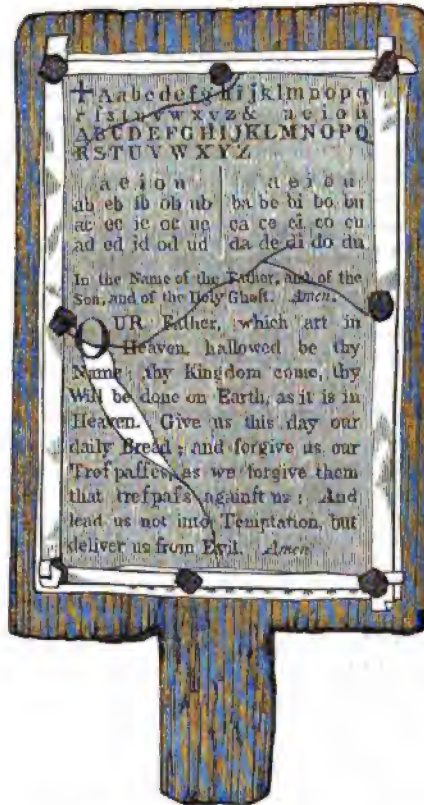 ✚Aabcdefghijklmnopq
rſstuvwxyz& aeiou
ABCDEFGHIJKLMNOPQ
RSTUVWXYZ
a e i o u a e i o u
ab eb ib ob ub ba be bi bo bu
ac ec ic oc uc ca ce ci co cu
ad ed id od ud da de di do du
In the Name of the Father, and of the
Son, and of the Holy Ghoſt. Amen.
OUR Father, which art in
Heaven, hallowed be thy
Name; thy Kingdom come, thy
Will be done on Earth, as it is in
Heaven. Give us this day our
daily Bread; and forgive us our
Treſpaſſes, as we forgive them
that treſpaſs againſt us: And
lead us not into Temptation, but
deliver us from Evil. Amen